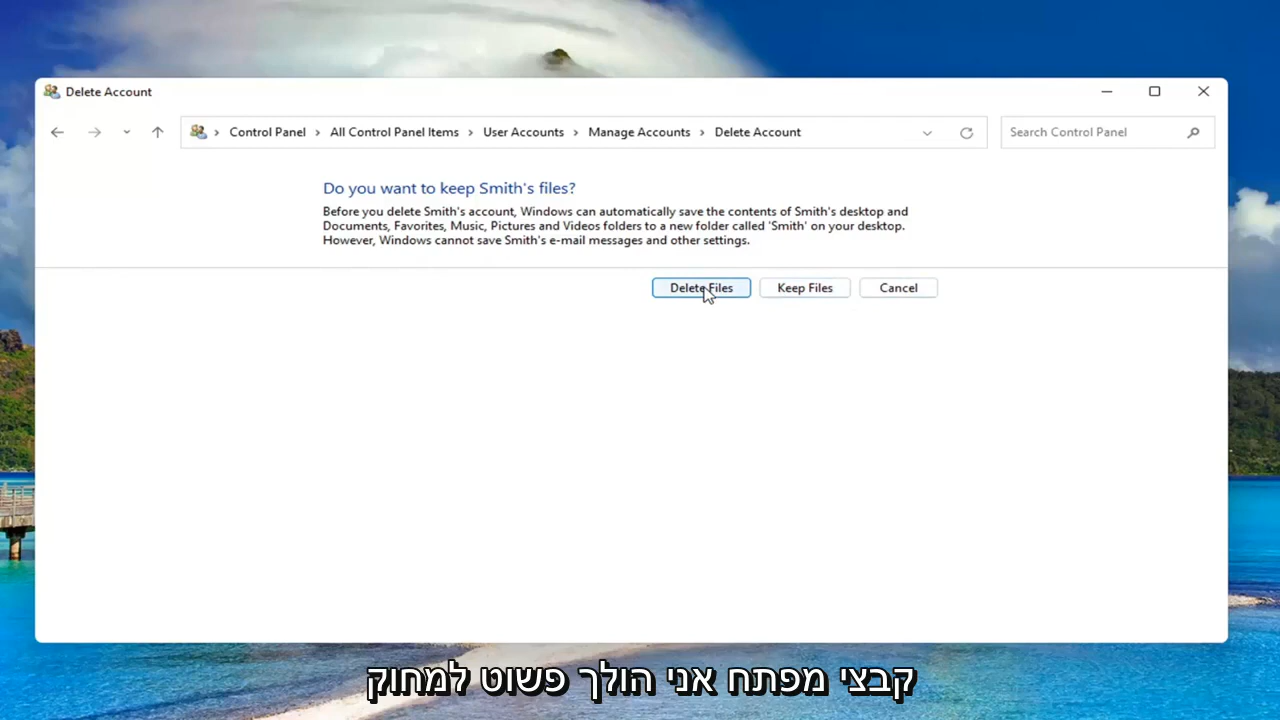 Delete Account
Control Panel > All Control Panel Items > User Accounts > Manage Accounts > Delete Account
Search Control Panel
Do you want to keep Smith's files?
Before you delete Smith's account, Windows can automatically save the contents of Smith's desktop and
Documents, Favorites, Music, Pictures and Videos folders to a new folder called 'Smith' on your desktop.
However, Windows cannot save Smith's e-mail messages and other settings.
Delete Files Keep Files Cancel
קבצי מפתח אני הולך פשוט למחוק